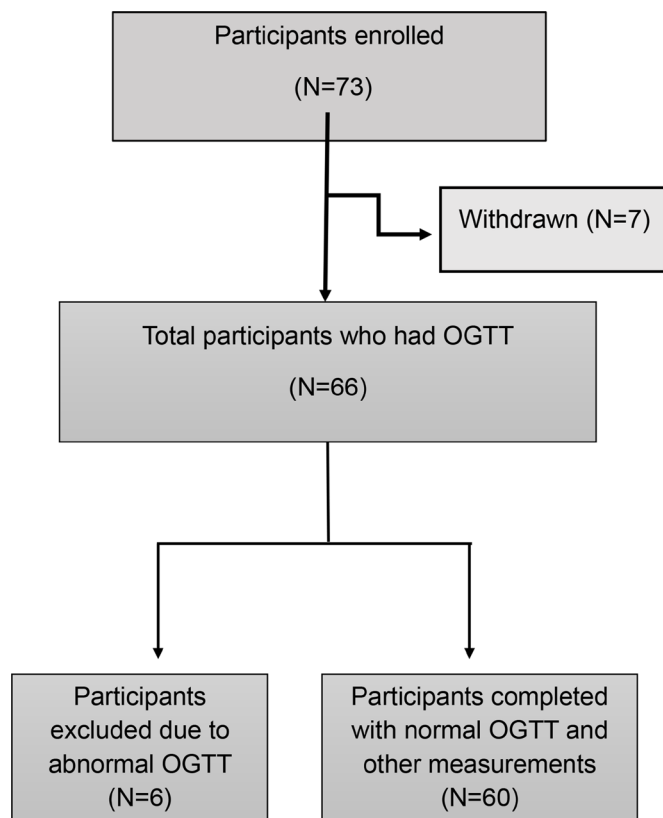 Participants enrolled
(N=73)
Withdrawn (N=7)
Total participants who had OGTT
(N=66)
Participants
excluded due to
abnormal OGTT
(N=6)
Participants completed
with normal OGTT and
other measurements
(N=60)